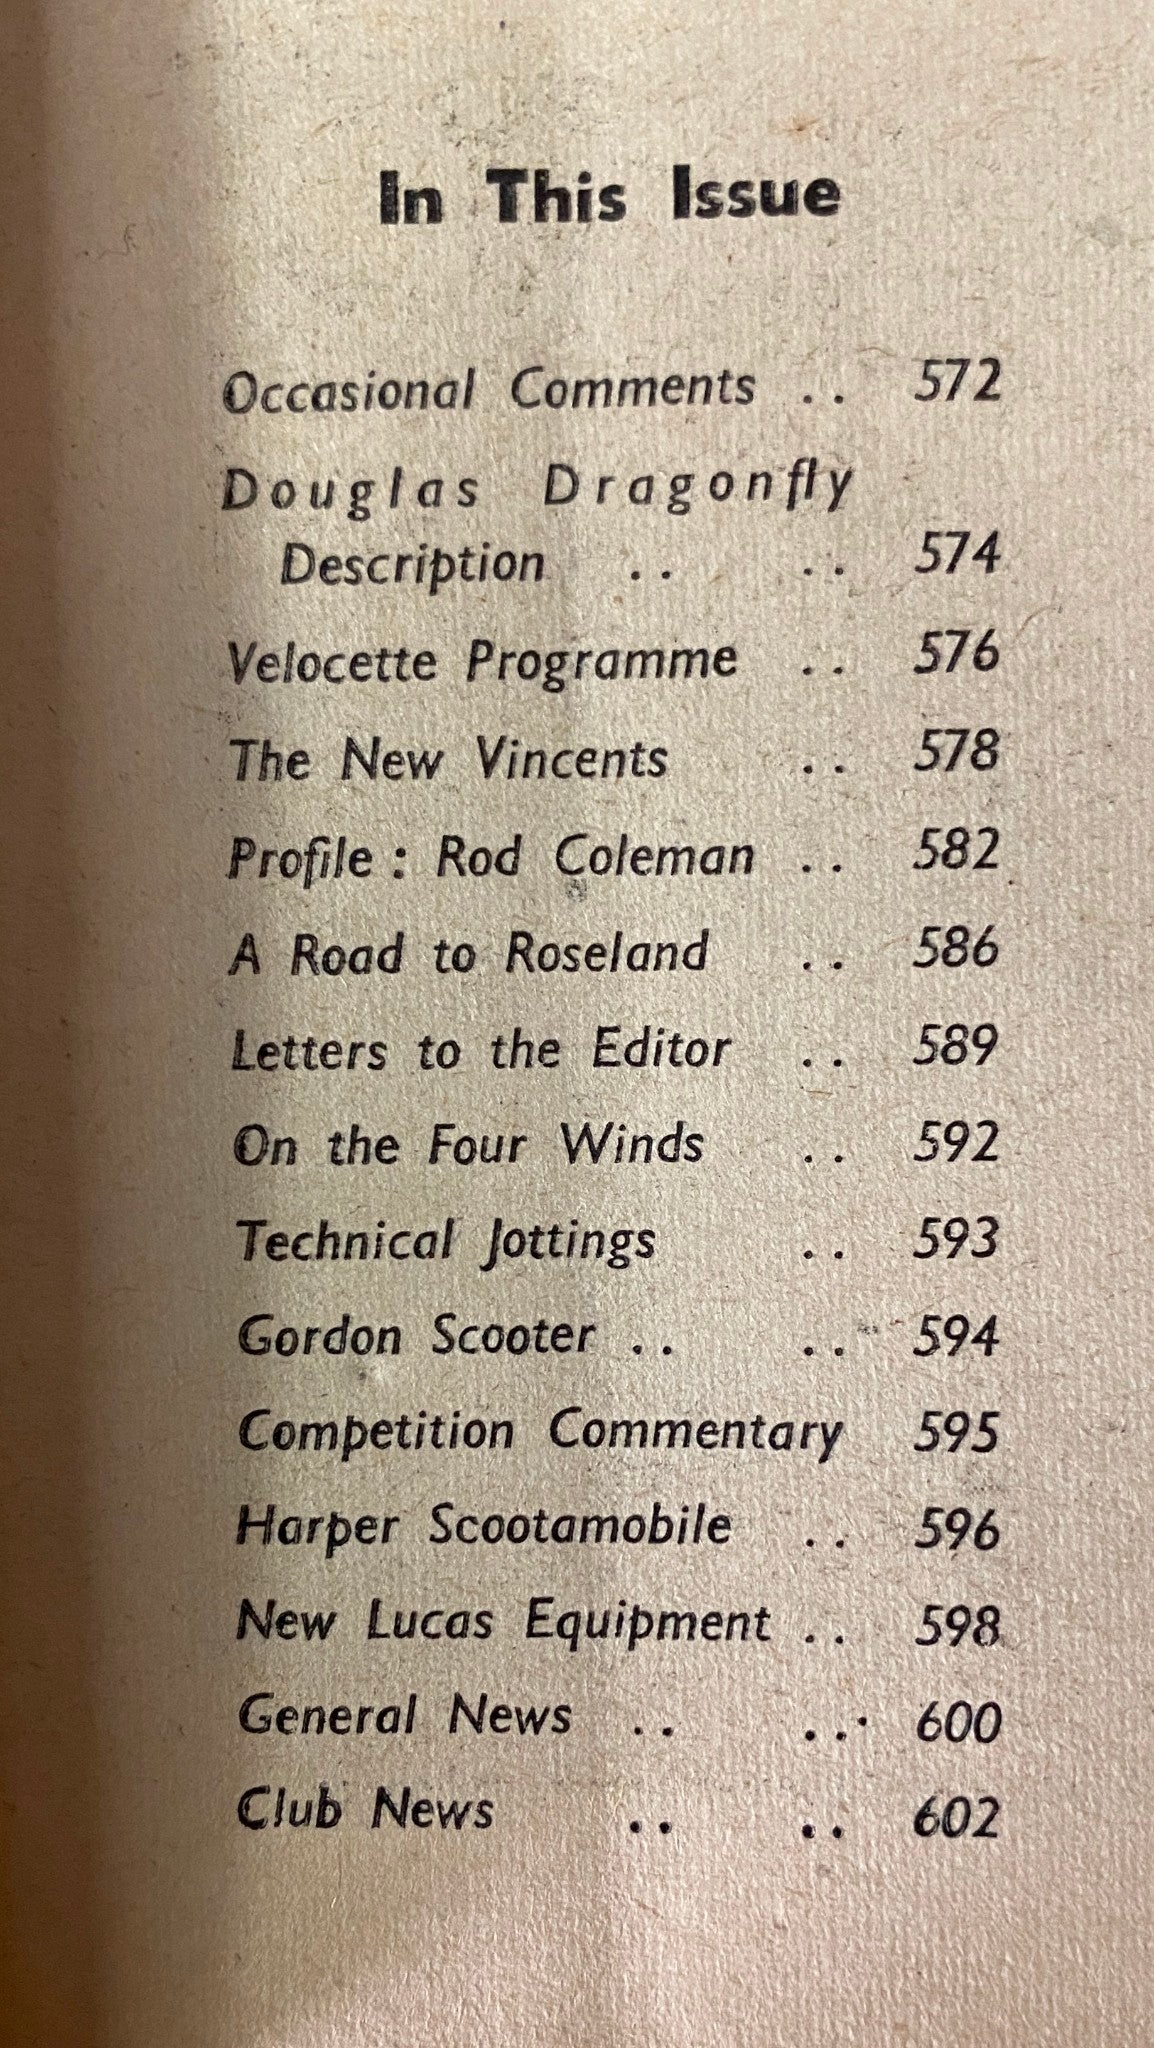 In This Issue
Occasional Comments .. 572
Douglas Dragonfly
Description .. .. 574
Velocette Programme .. 576
The New Vincents .. 578
Profile : Rod Coleman .. 582
A Road to Roseland .. 586
Letters to the Editor .. 589
On the Four Winds .. 592
Technical Jottings .. 593
Gordon Scooter .. .. 594
Competition Commentary 595
Harper Scootamobile .. 596
New Lucas Equipment .. 598
General News .. .. 600
Club News .. .. 602